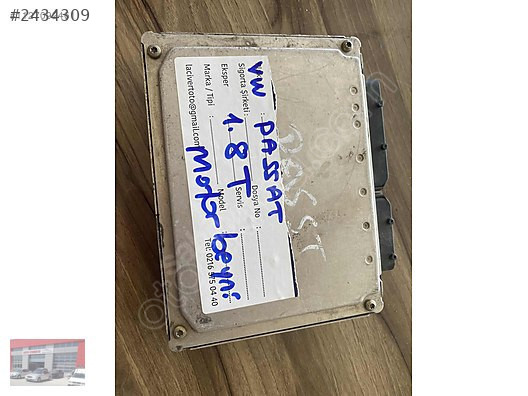 #2434309
VW PASSAT
1.8 T
Motor beyni
PASSAT
Sigorta Şirketi :
Dosya No :
Eksper :
Servis :
Marka / Tipi :
Model :
lacivertoto@gmail.com
Tel: 0216 575 04 40